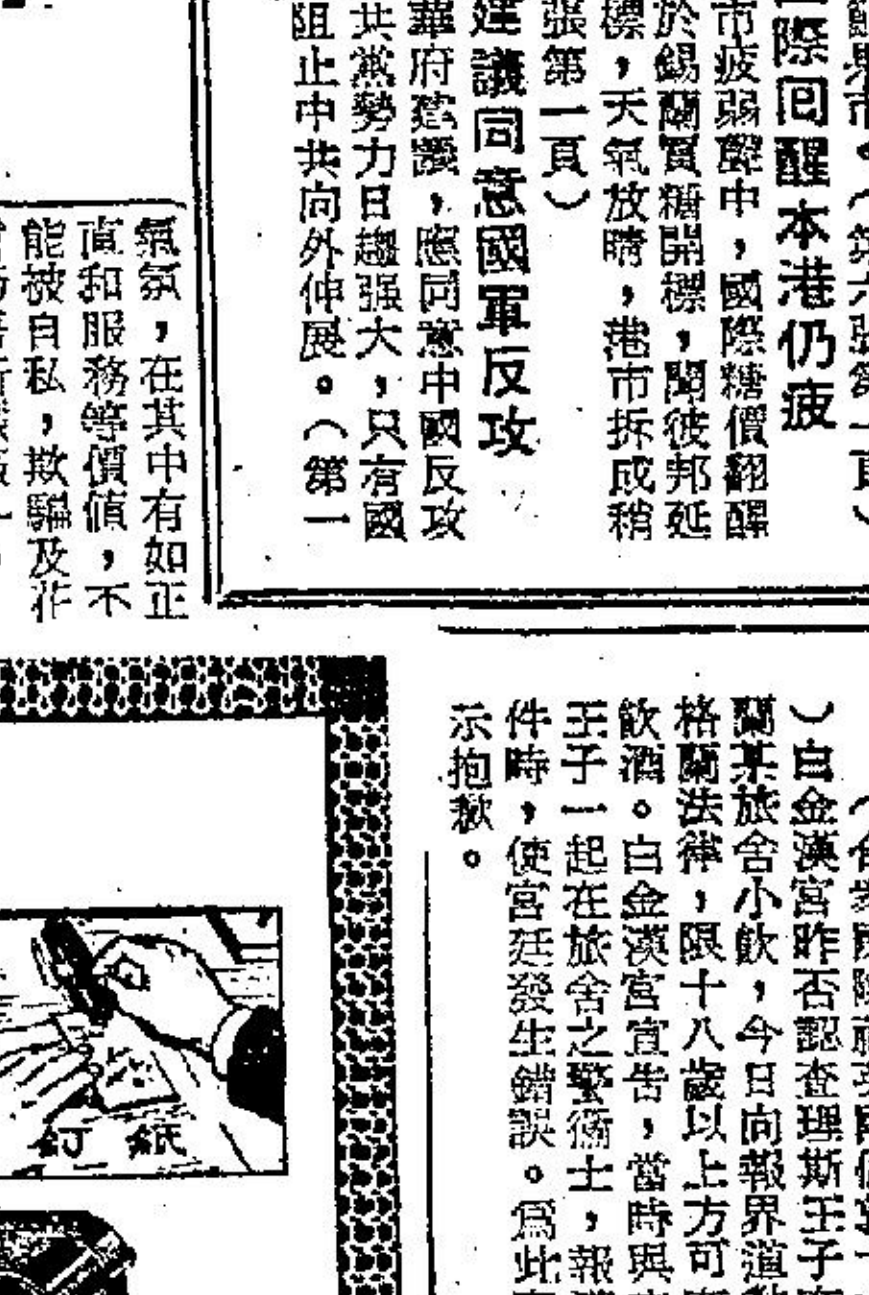 際回醒本港仍疲
市疲弱聲中，國際糖價翻醒
於錫蘭買糖開標，聞彼邦延
標，天氣放晴，港市拆成稍
張第一頁）
建議同意國軍反攻
華府建議，應同意中國反攻
共黨勢力日趨强大，只有國
阻止中共向外伸展。（第一
氣氛，在其中有如正
直和服務等價值，不
能被自私，欺騙及作
）白金漢宮昨否認查理斯王子
蘭某旅舍小飲，今日向報界道
格蘭法律，限十八歲以上方可
飲酒。白金漢宮宣告，當時與
王子一起在旅舍之警衞士，報
件時，使宮廷發生錯誤。爲此
示抱歉。
釘紙